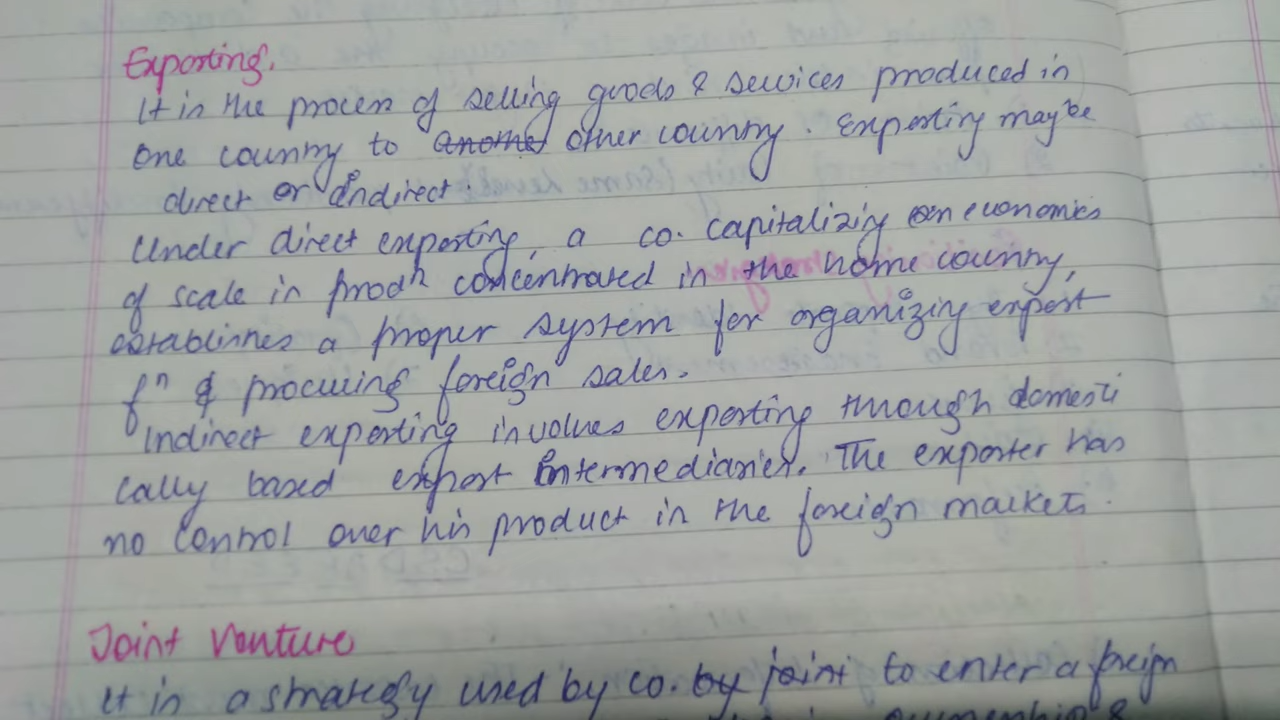 Exporting.
It is the process of selling goods & services produced in
one country to other country. Exporting may be
direct or indirect.
Under direct exporting, a co. capitalizing on economies
of scale in prodn concentrated in the home country,
establishes a proper system for organizing export
fn & procuring foreign sales.
Indirect exporting involves exporting through domesti
cally based export intermediaries. The exporter has
no control over his product in the foreign markets.
Joint Venture
It is a strategy used by co. by joint to enter a foreign
ownership &